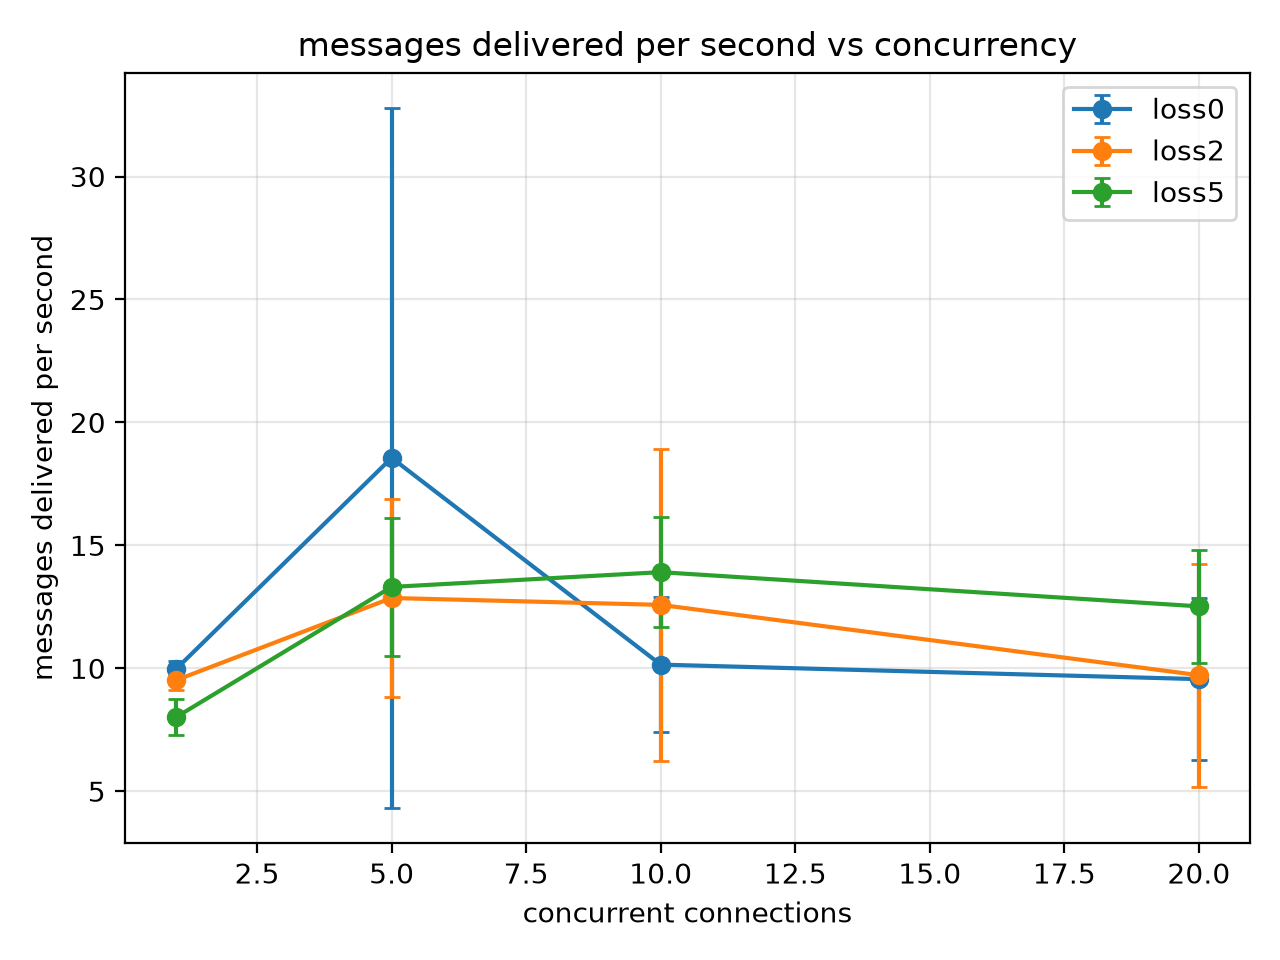 messages delivered per second vs concurrency
loss0
loss2
loss5
messages delivered per second
30
25
20
15
10
5
2.5 5.0 7.5 10.0 12.5 15.0 17.5 20.0
concurrent connections